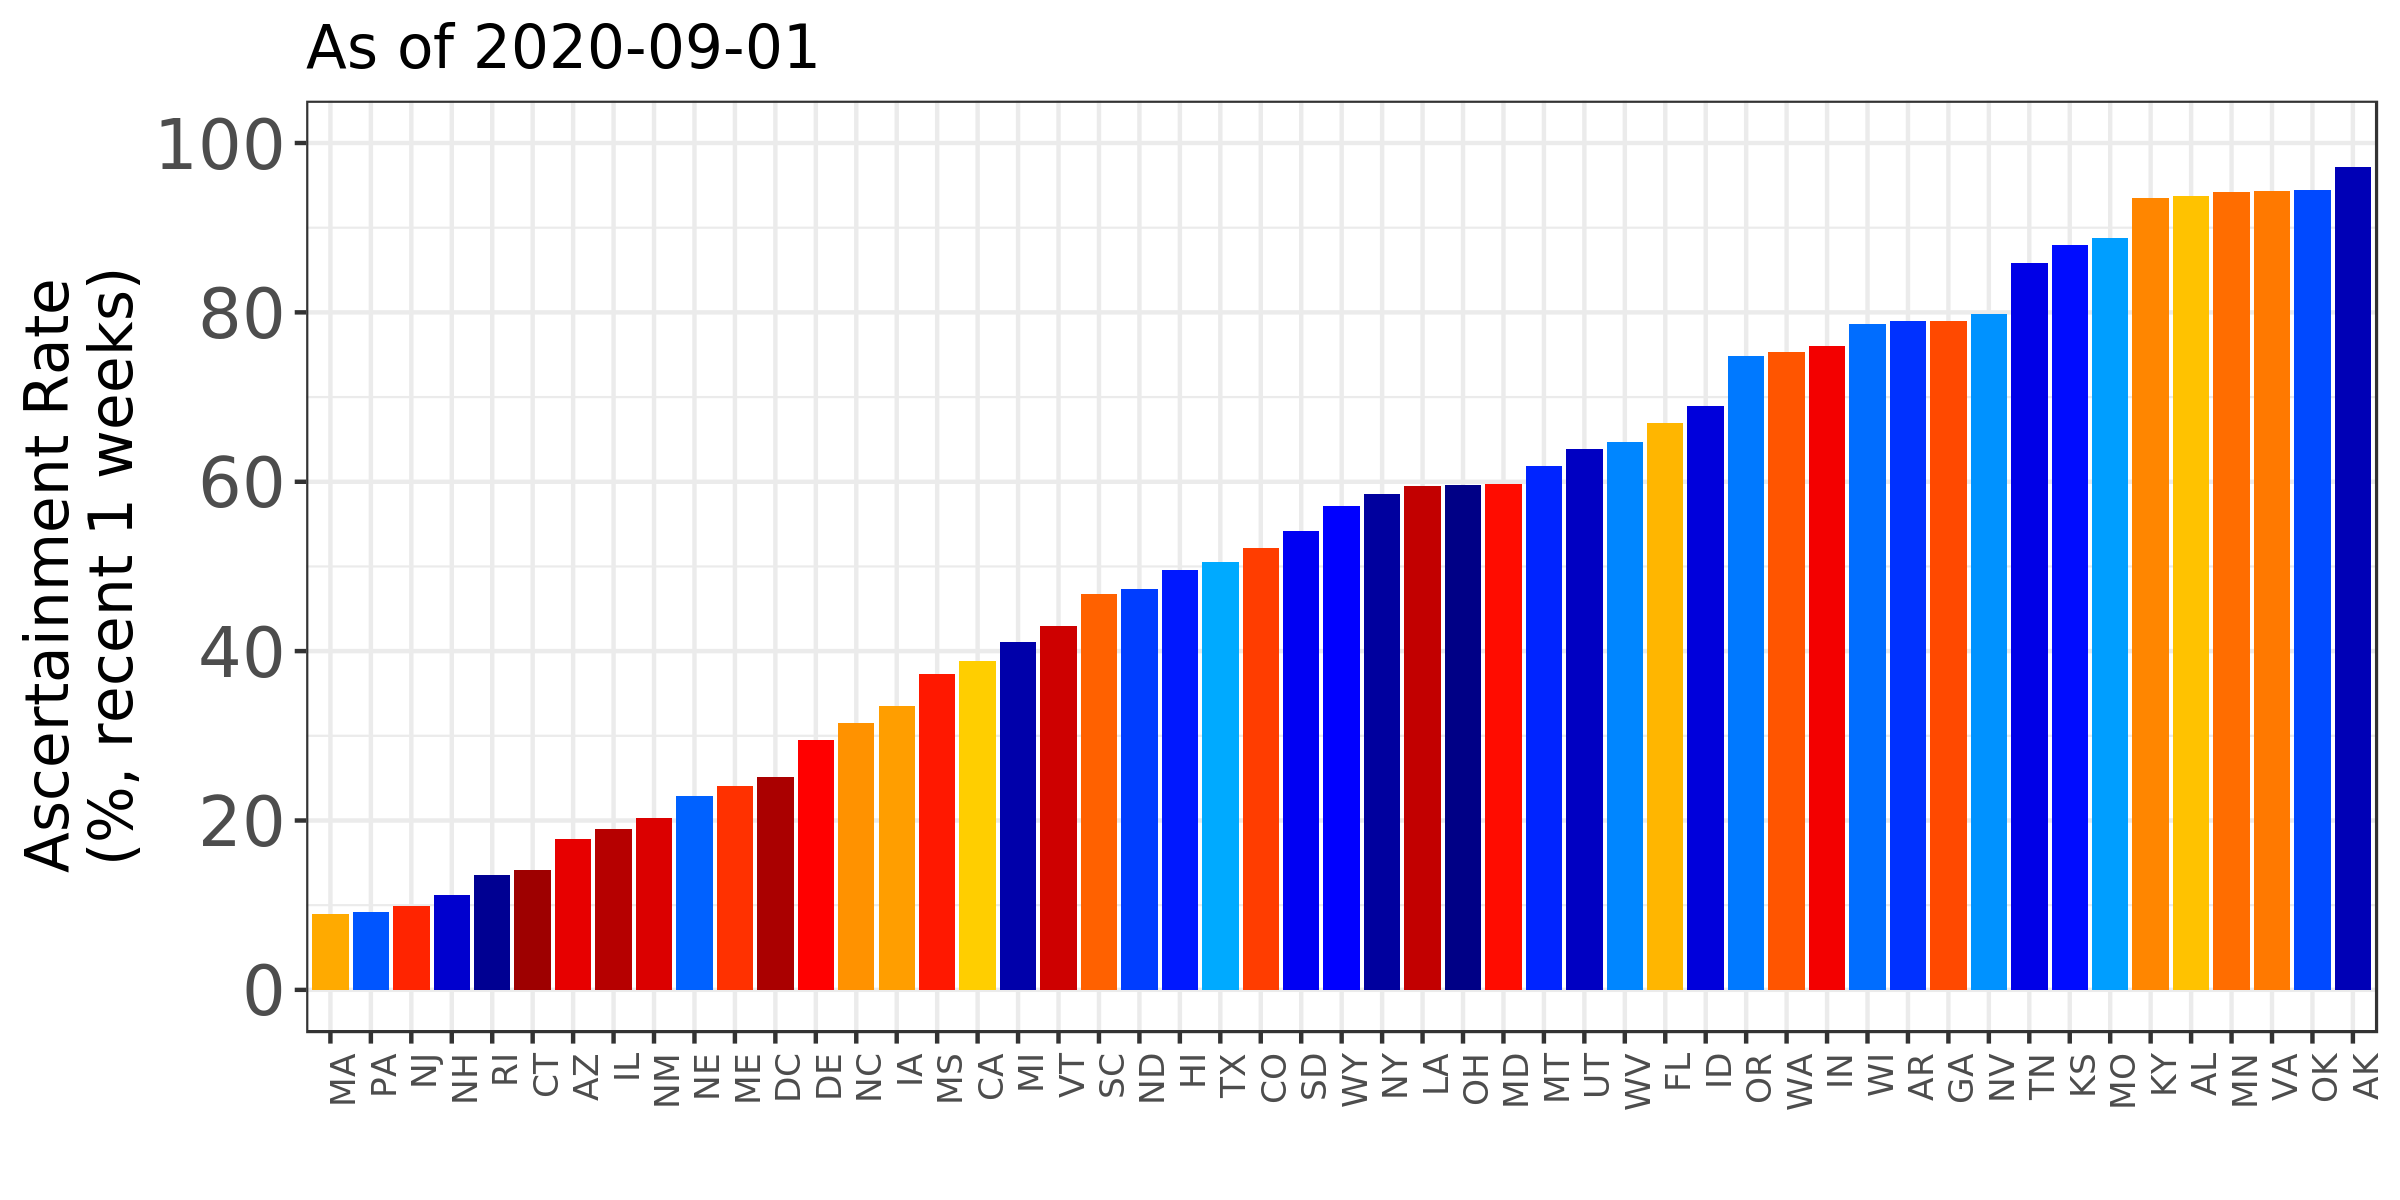 As of 2020-09-01
Ascertainment Rate
(%, recent 1 weeks)
100
80
60
40
20
0
MA PA NJ NH RI CT AZ IL NM NE ME DC DE NC IA MS CA MI VT SC ND HI TX CO SD WY NY LA OH MD MT UT WV FL ID OR WA IN WI AR GA NV TN KS MO KY AL MN VA OK AK